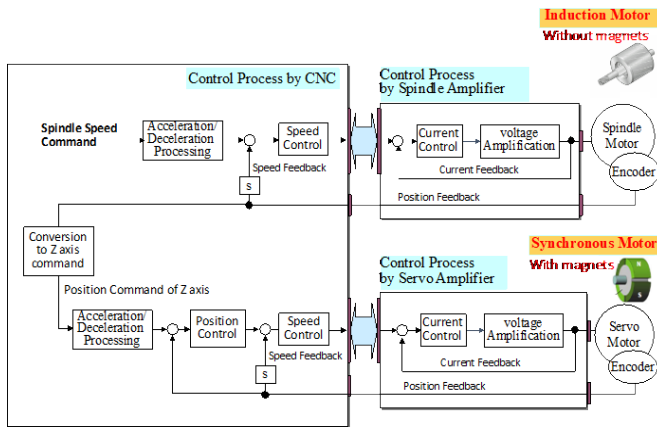 Induction Motor
Without magnets
Control Process by CNC
Control Process
by Spindle Amplifier
Spindle Speed
Command
Acceleration/
Deceleration
Processing
Speed
Control
Speed Feedback
s
Current
Control
voltage
Amplification
Current Feedback
Spindle
Motor
Encoder
Position Feedback
Conversion
to Z axis
command
Synchronous Motor
With magnets
Control Process
by Servo Amplifier
Position Command of Z axis
Acceleration/
Deceleration
Processing
Position
Control
Speed
Control
Speed Feedback
s
Current
Control
voltage
Amplification
Current Feedback
Servo
Motor
Encoder
Position Feedback